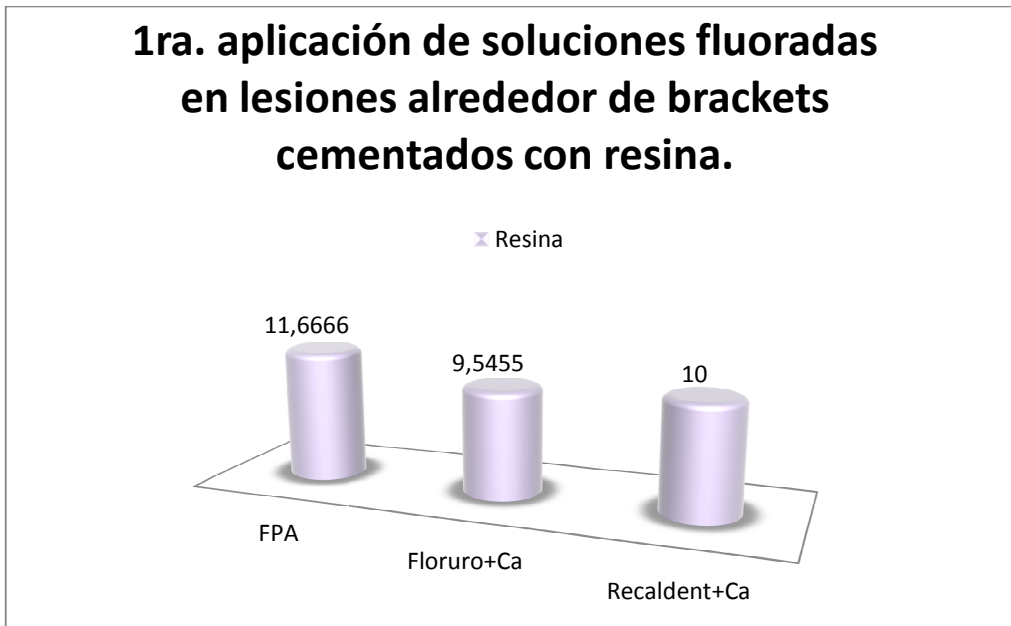 1ra. aplicación de soluciones fluoradas
en lesiones alrededor de brackets
cementados con resina.
Resina
11,6666
9,5455
10
FPA
Floruro+Ca
Recaldent+Ca